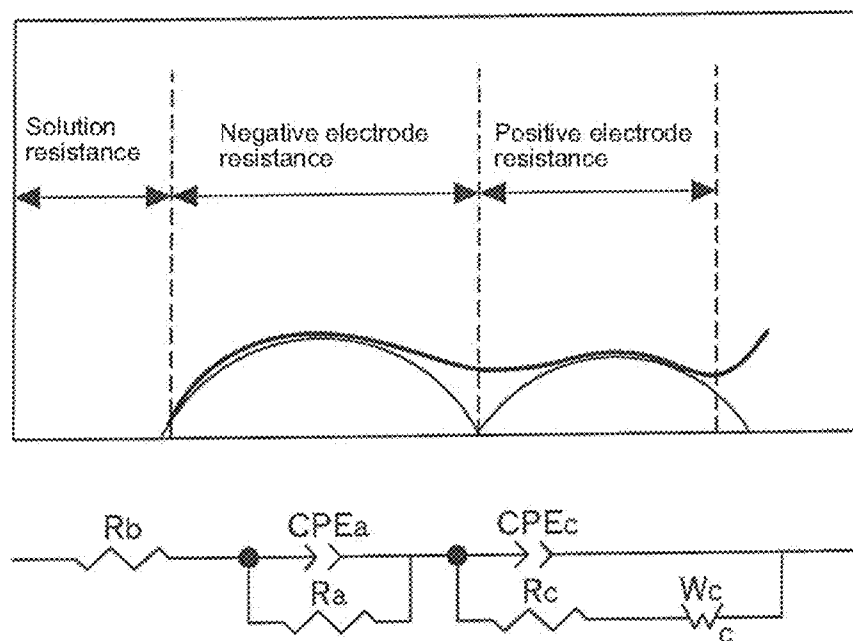 Solution
resistance
Negative electrode
resistance
Positive electrode
resistance
Rb
CPEa
Ra
CPEc
Rc
Wc
c